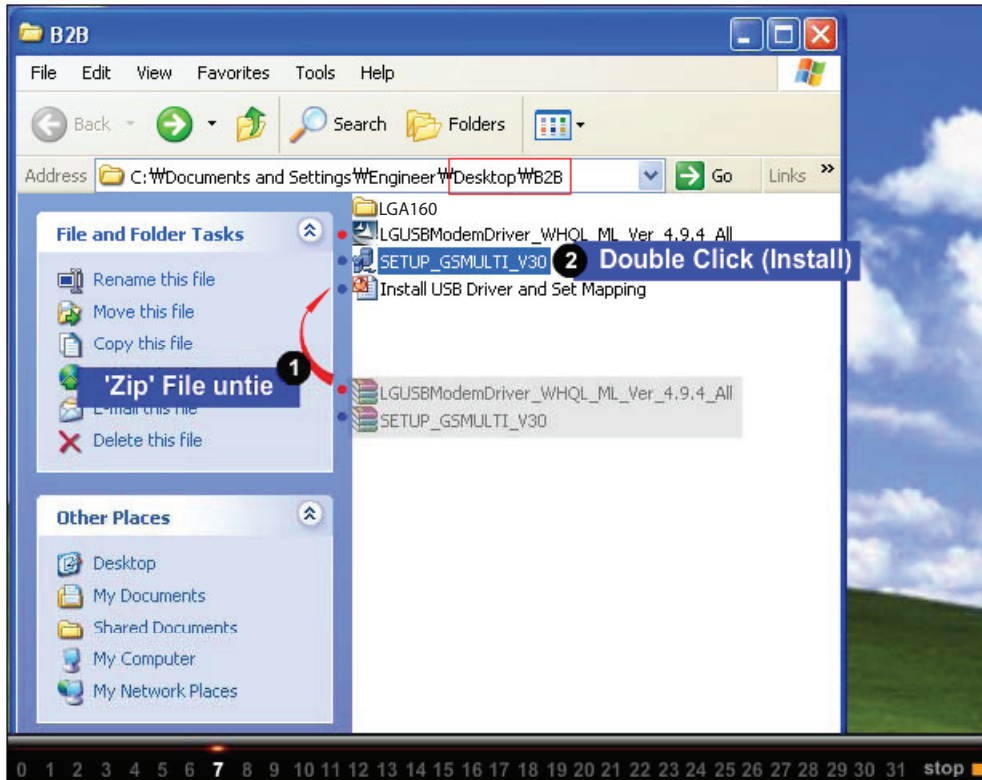 B2B
File Edit View Favorites Tools Help
Back Search Folders
Address C:₩Documents and Settings₩Engineer₩Desktop₩B2B Go Links »
File and Folder Tasks
Rename this file
Move this file
Copy this file
E-mail this file
Delete this file
Other Places
Desktop
My Documents
Shared Documents
My Computer
My Network Places
LGA160
LGUSBModemDriver_WHQL_ML_Ver_4.9.4_All
SETUP_GSMULTI_V30
2 Double Click (Install)
Install USB Driver and Set Mapping
1
'Zip' File untie
LGUSBModemDriver_WHQL_ML_Ver_4.9.4_All
SETUP_GSMULTI_V30
0 1 2 3 4 5 6 7 8 9 10 11 12 13 14 15 16 17 18 19 20 21 22 23 24 25 26 27 28 29 30 31 stop